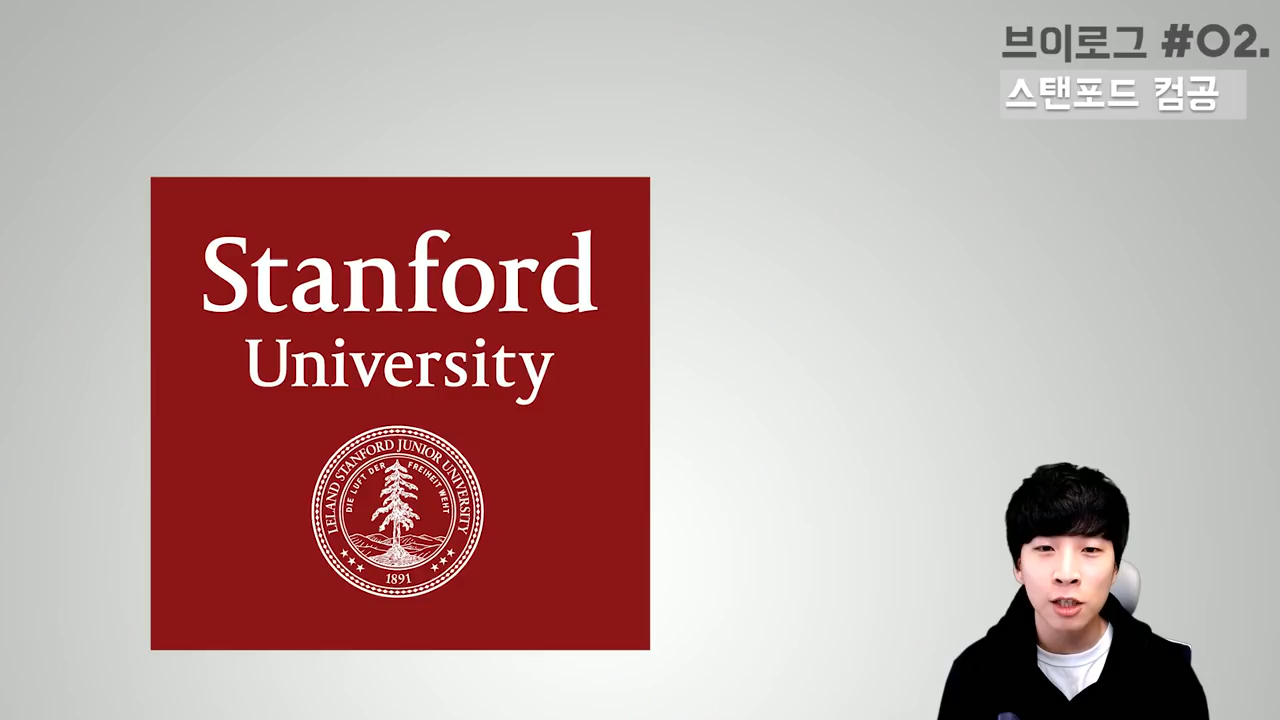 브이로그 #02.
스탠포드 컴공
Stanford
University
LELAND STANFORD JUNIOR UNIVERSITY
DIE LUFT DER FREIHEIT WEHT
1891